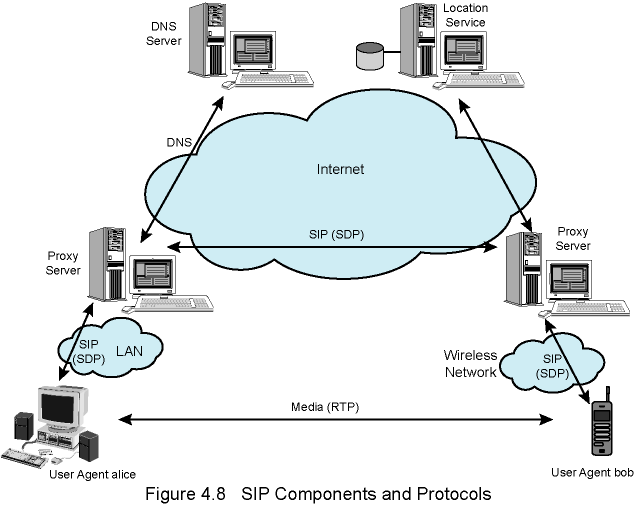 DNS
Server
Location
Service
DNS
Internet
SIP (SDP)
Proxy
Server
Proxy
Server
SIP
(SDP)
LAN
Wireless
Network
SIP
(SDP)
Media (RTP)
User Agent alice
User Agent bob
Figure 4.8 SIP Components and Protocols